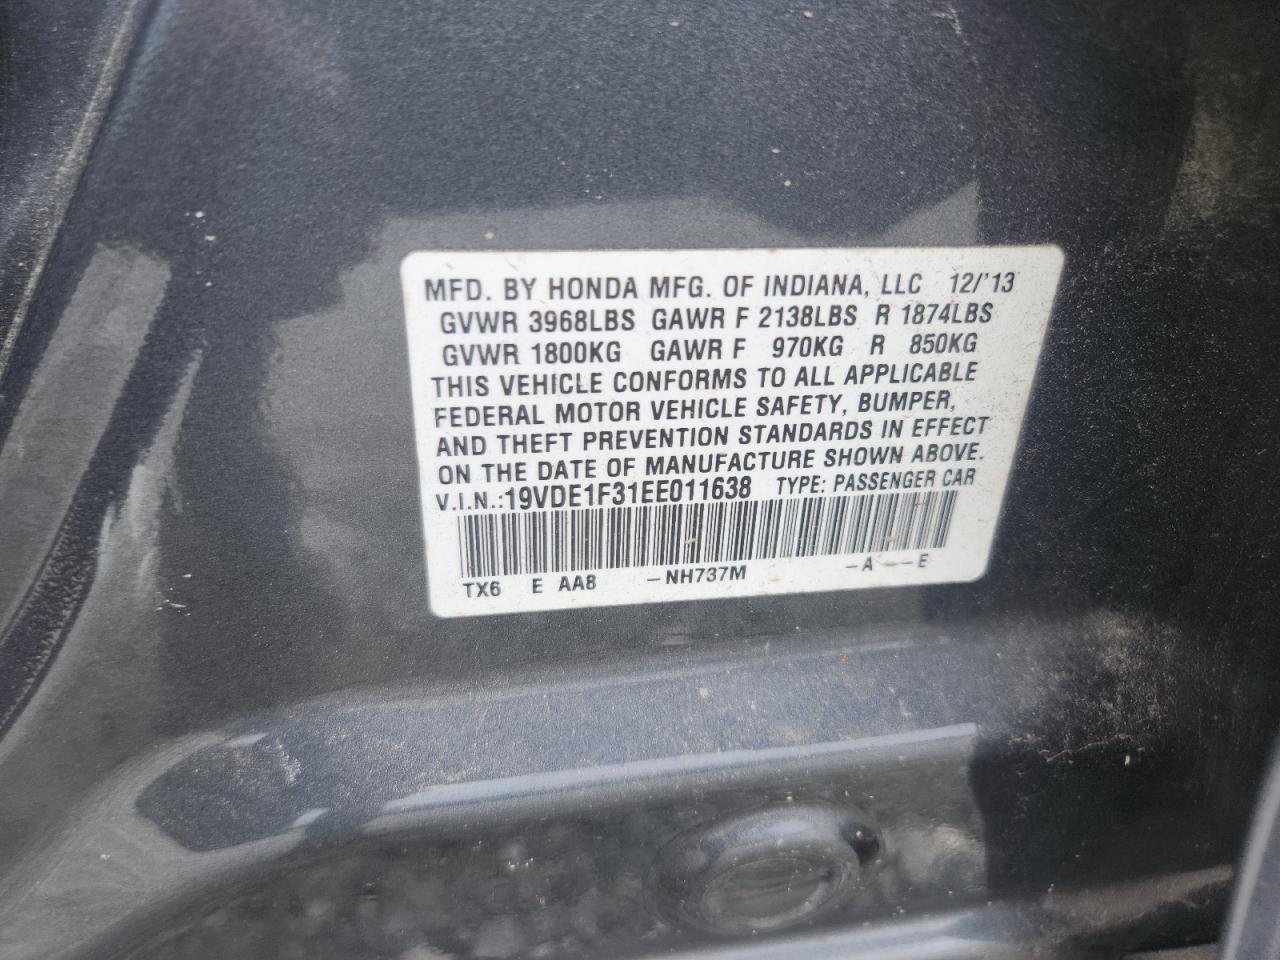 MFD. BY HONDA MFG. OF INDIANA, LLC 12/'13
GVWR 3968LBS GAWR F 2138LBS R 1874LBS
GVWR 1800KG GAWR F 970KG R 850KG
THIS VEHICLE CONFORMS TO ALL APPLICABLE
FEDERAL MOTOR VEHICLE SAFETY, BUMPER,
AND THEFT PREVENTION STANDARDS IN EFFECT
ON THE DATE OF MANUFACTURE SHOWN ABOVE.
V.I.N.:19VDE1F31EE011638 TYPE: PASSENGER CAR
TX6 E AA8 -NH737M -A--E